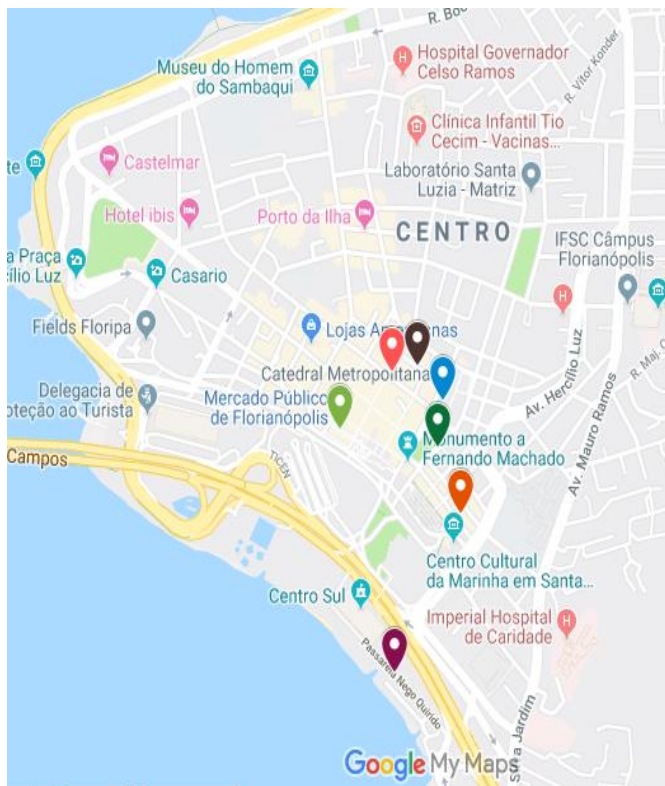 R. Bo
Hospital Governador
Celso Ramos
Museu do Homem
do Sambaqui
R. Vitor Konder
Clínica Infantil Tio
Cecim - Vacinas...
Castelmar
te
Laboratório Santa
Luzia - Matriz
Hotel ibis
Porto da Ilha
CENTRO
IFSC Câmpus
Florianópolis
a Praça
cílio Luz
Casario
Fields Floripa
Lojas Am nas
R. Maj. C
Av. Hercílio Luz
Catedral Metropolitana
Delegacia de
oteção ao Turista
Mercado Público
de Florianópolis
Av. Mauro Ramos
Monumento a
Fernando Machado
Campos
TICEN
Centro Cultural
da Marinha em Santa...
Centro Sul
Imperial Hospital
de Caridade
Passarela Nego Quirido
a Jardim
Google My Maps